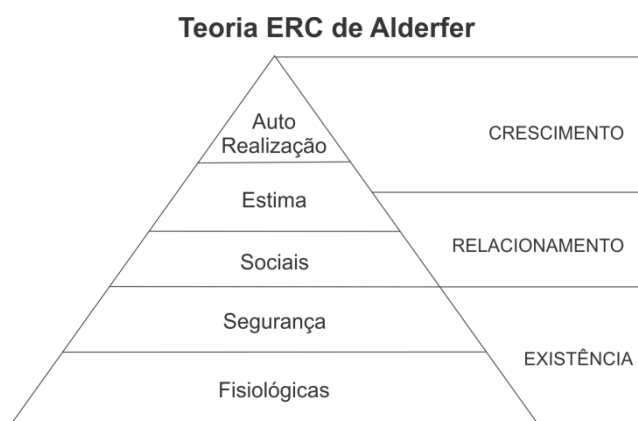 Teoria ERC de Alderfer
Auto
Realização
CRESCIMENTO
Estima
RELACIONAMENTO
Sociais
Segurança
EXISTÊNCIA
Fisiológicas